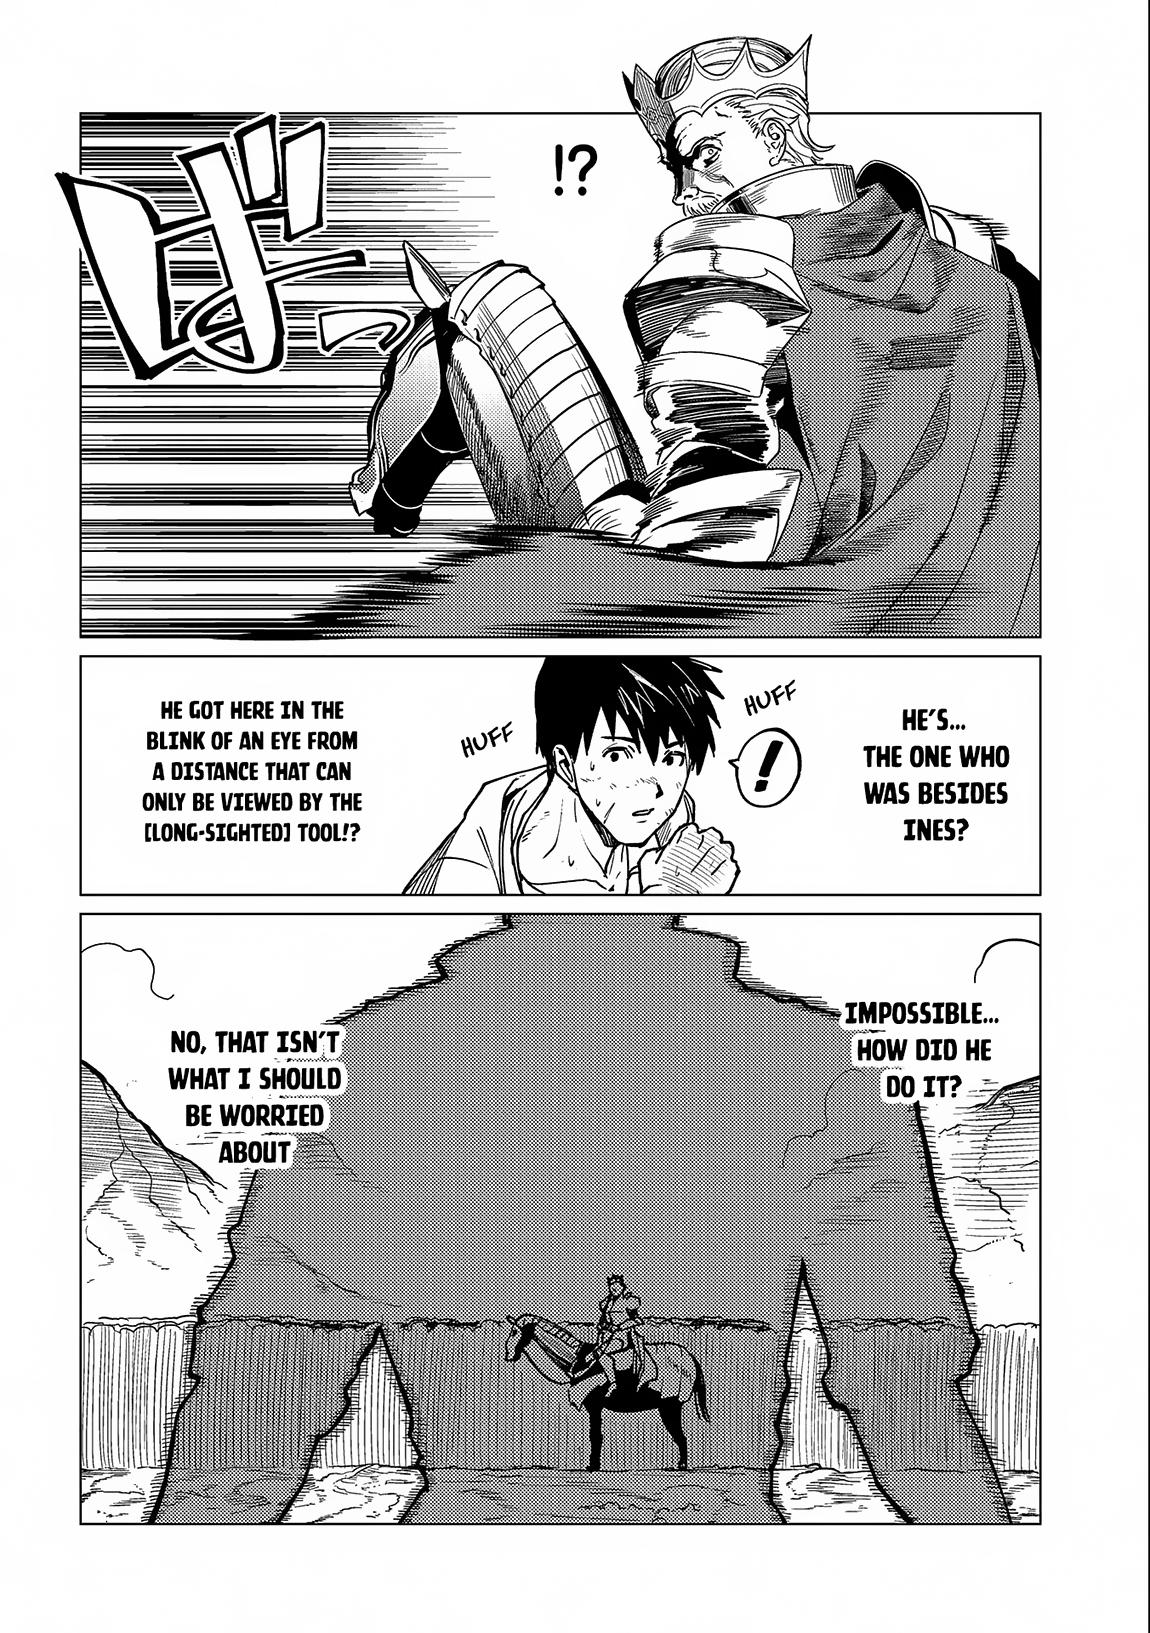 !?
ばっ
HE'S...
THE ONE WHO
WAS BESIDES
INES?
HUFF
!
HUFF
HE GOT HERE IN THE
BLINK OF AN EYE FROM
A DISTANCE THAT CAN
ONLY BE VIEWED BY THE
[LONG-SIGHTED] TOOL!?
IMPOSSIBLE...
HOW DID HE
DO IT?
NO, THAT ISN'T
WHAT I SHOULD
BE WORRIED
ABOUT